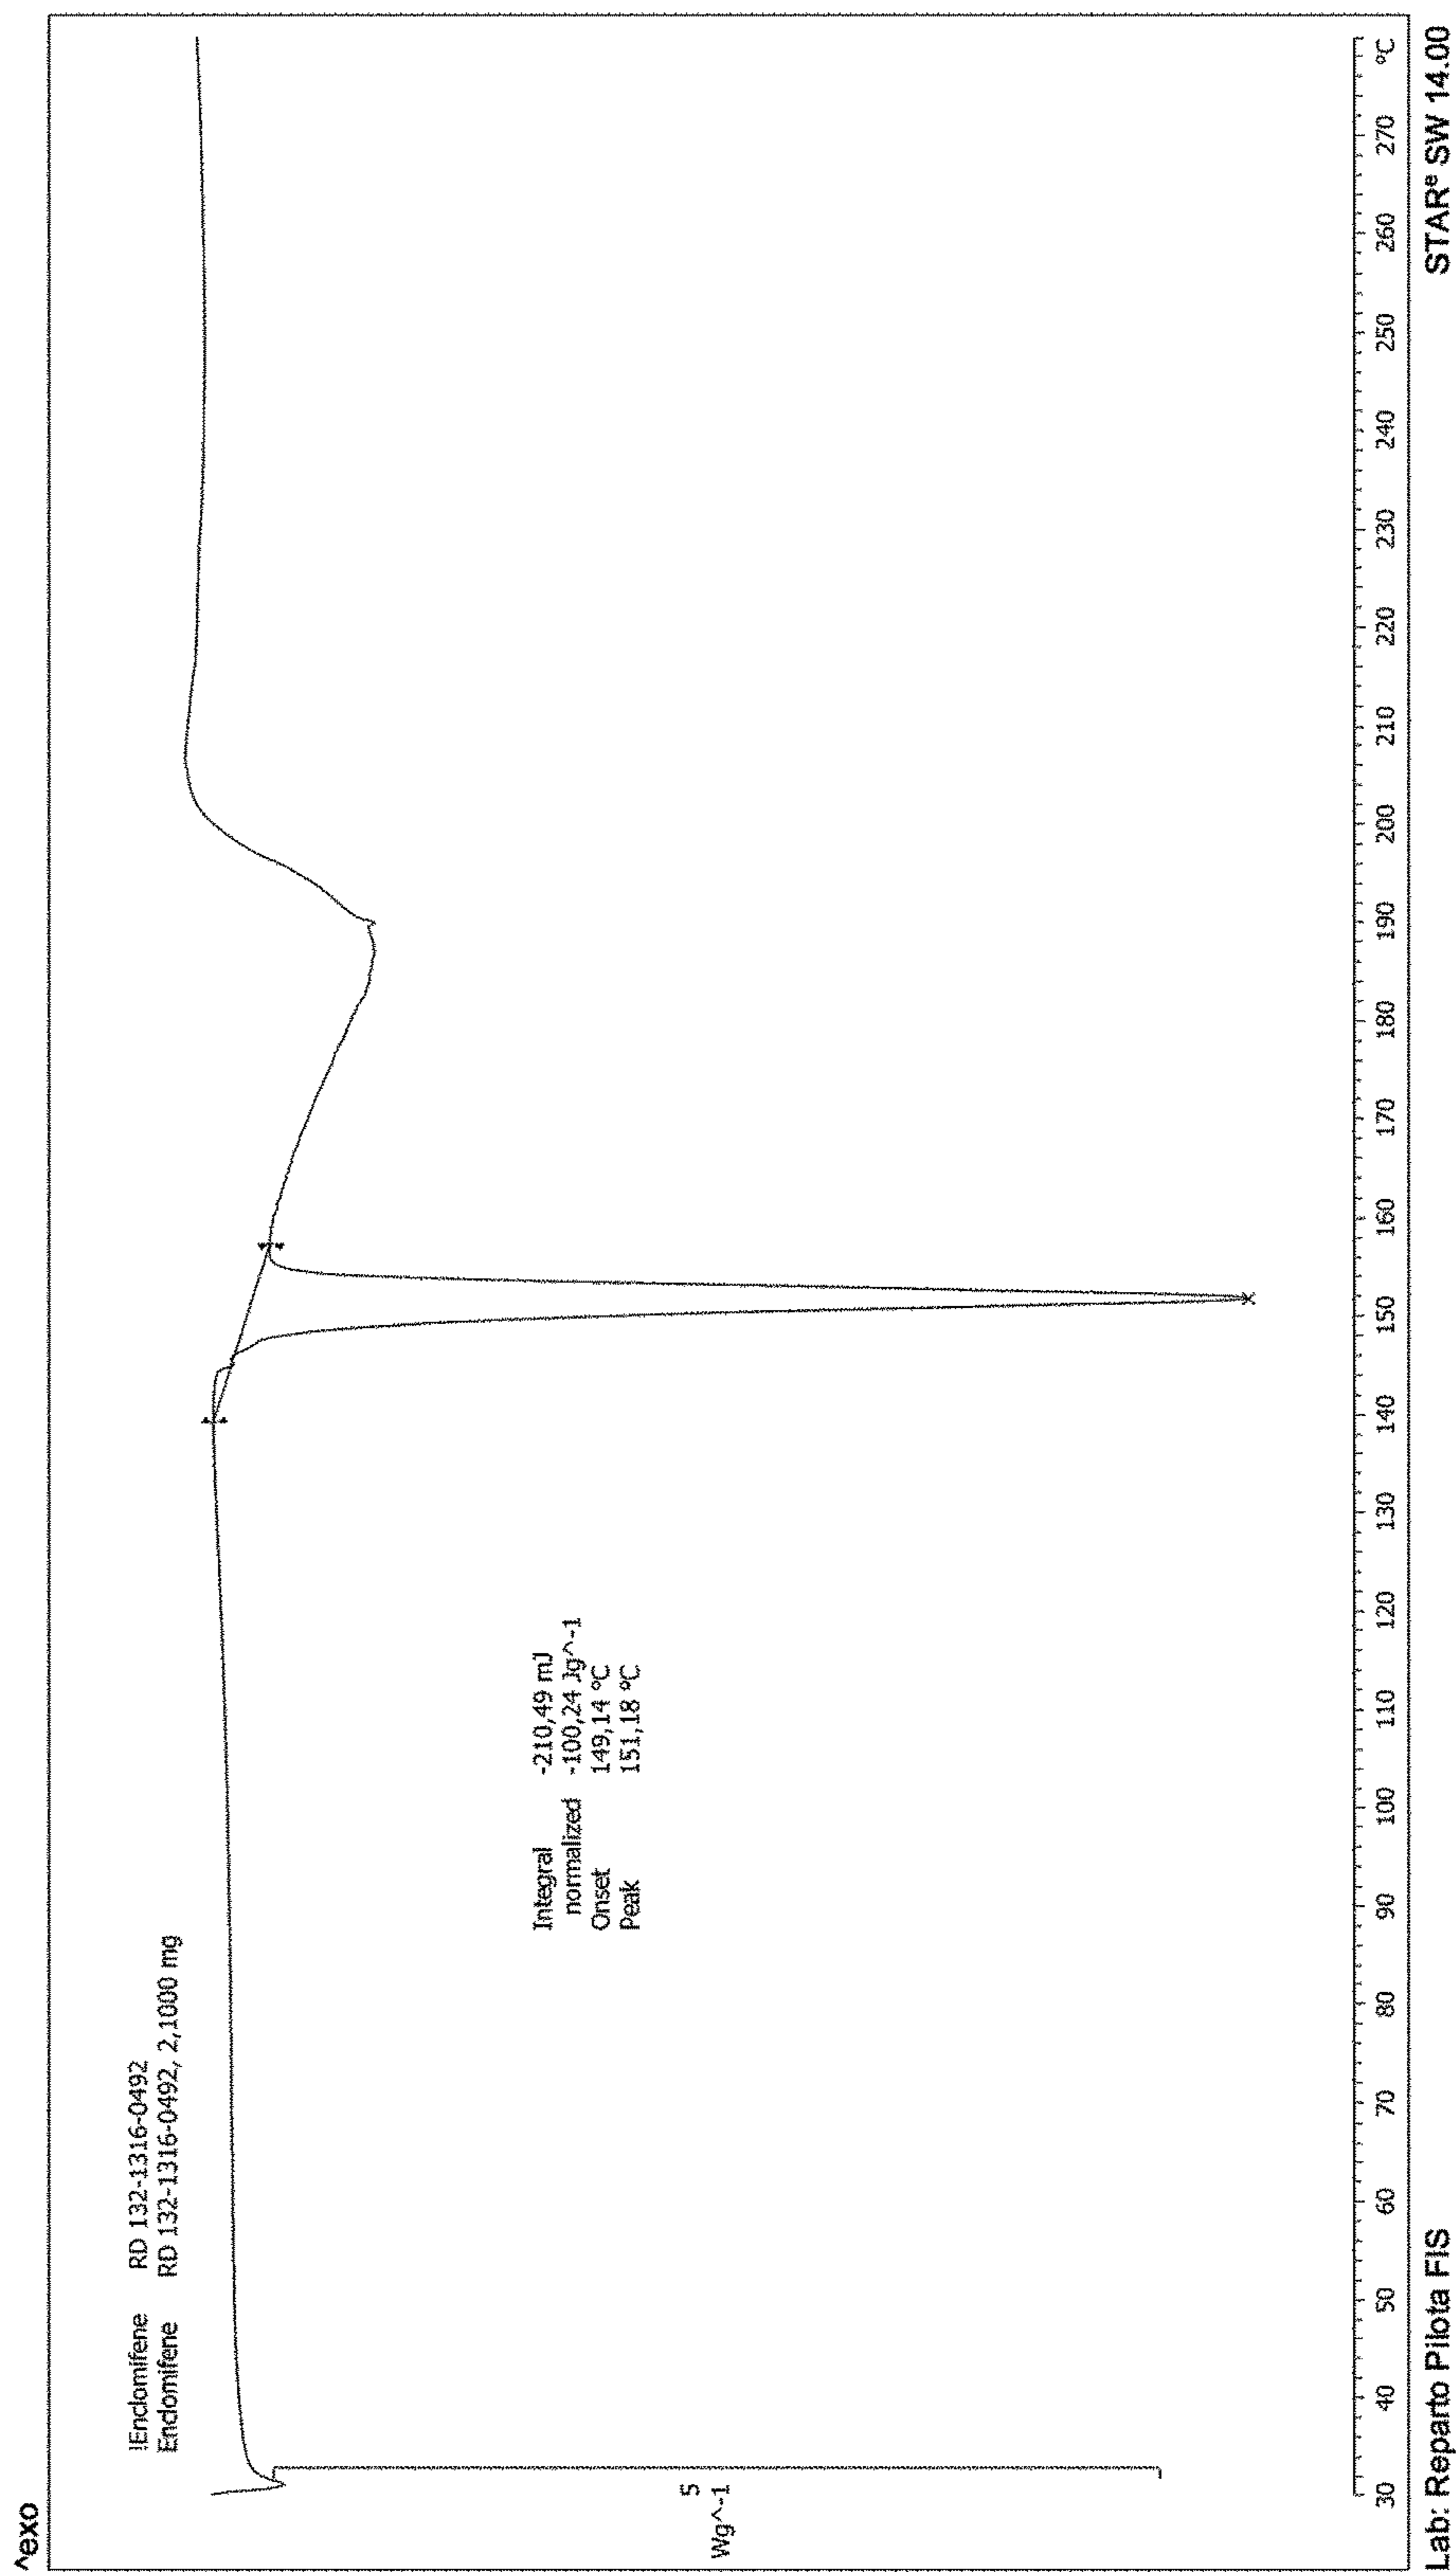 ^exo
!Enclomifene RD 132-1316-0492
Enclomifene RD 132-1316-0492, 2,1000 mg
Integral -210,49 mJ
normalized -100,24 Jg^-1
Onset 149,14 °C
Peak 151,18 °C
5
Wg^-1
30 40 50 60 70 80 90 100 110 120 130 140 150 160 170 180 190 200 210 220 230 240 250 260 270 °C
Lab: Reparto Pilota FIS STARe SW 14.00